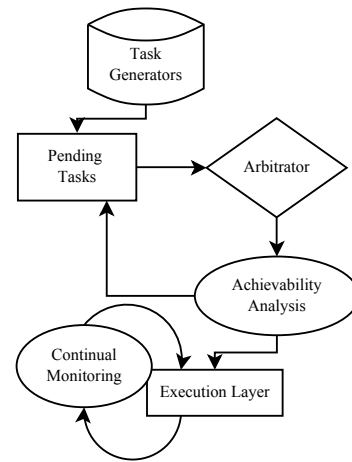 Task
Generators
Pending
Tasks
Arbitrator
Achievability
Analysis
Continual
Monitoring
Execution Layer